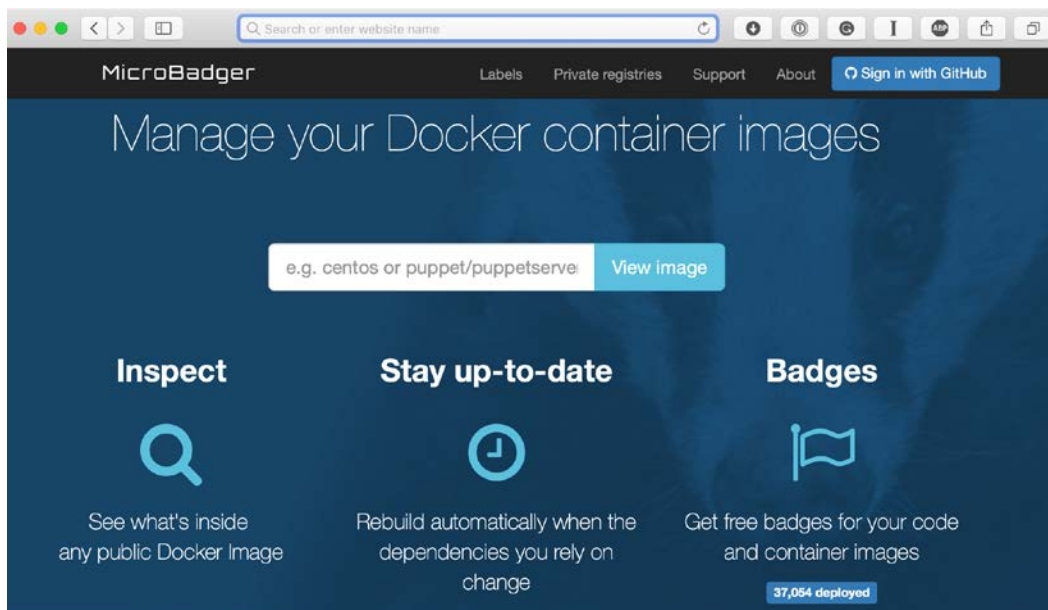 Search or enter website name
MicroBadger
Labels
Private registries
Support
About
Sign in with GitHub
Manage your Docker container images
e.g. centos or puppet/puppetserve
View image
Inspect
Stay up-to-date
Badges
See what's inside
any public Docker Image
Rebuild automatically when the
dependencies you rely on
change
Get free badges for your code
and container images
37,054 deployed